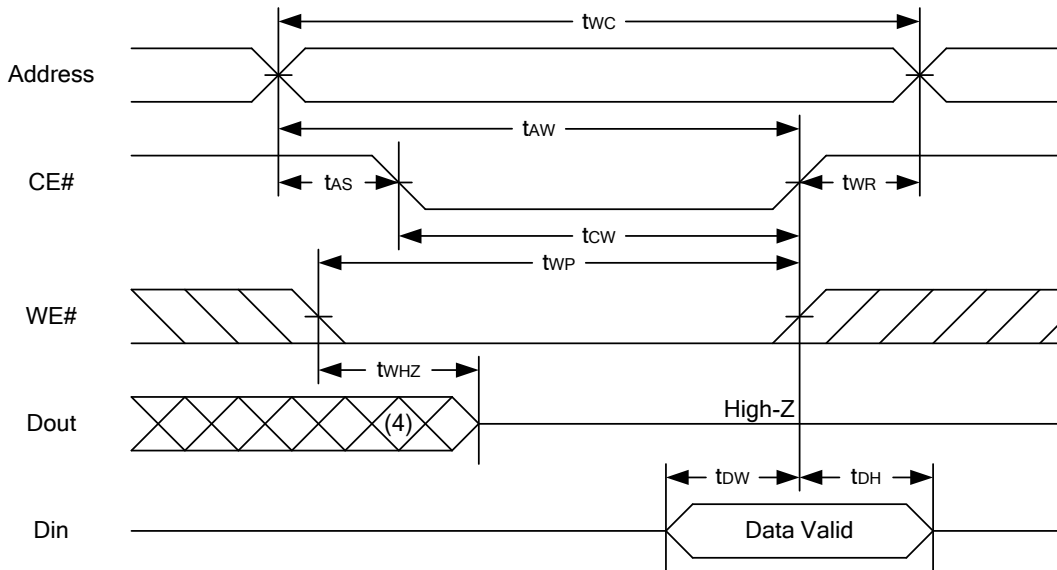 tWC
Address
tAW
CE#
tAS
tWR
tCW
tWP
WE#
tWHZ
Dout
(4)
High-Z
tDW
tDH
Din
Data Valid